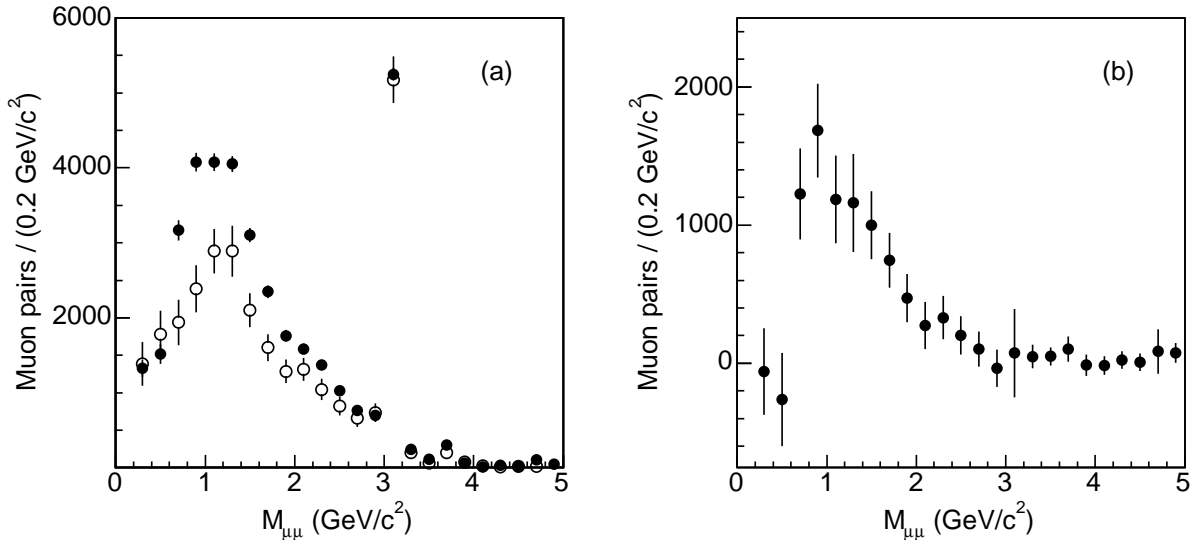 6000
4000
2000
0 1 2 3 4 5
Muon pairs / (0.2 GeV/c²)
M_μμ (GeV/c²)
(a)
2000
1000
0
0 1 2 3 4 5
Muon pairs / (0.2 GeV/c²)
M_μμ (GeV/c²)
(b)